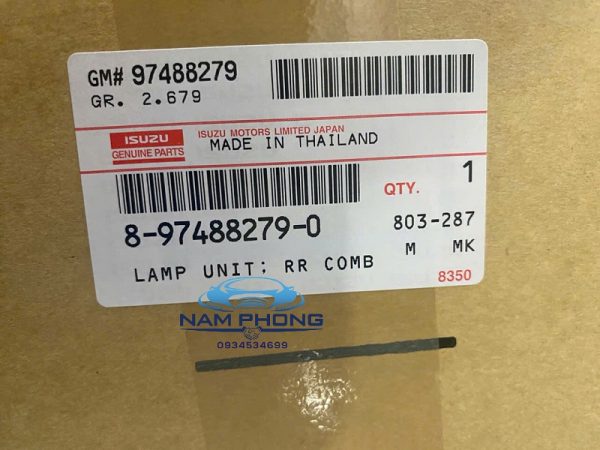 GM# 97488279
GR. 2.679
ISUZU
GENUINE PARTS
ISUZU MOTORS LIMITED JAPAN
MADE IN THAILAND
QTY. 1
8-97488279-0
803-287
M MK
LAMP UNIT; RR COMB
8350
NAM PHONG
0934534699